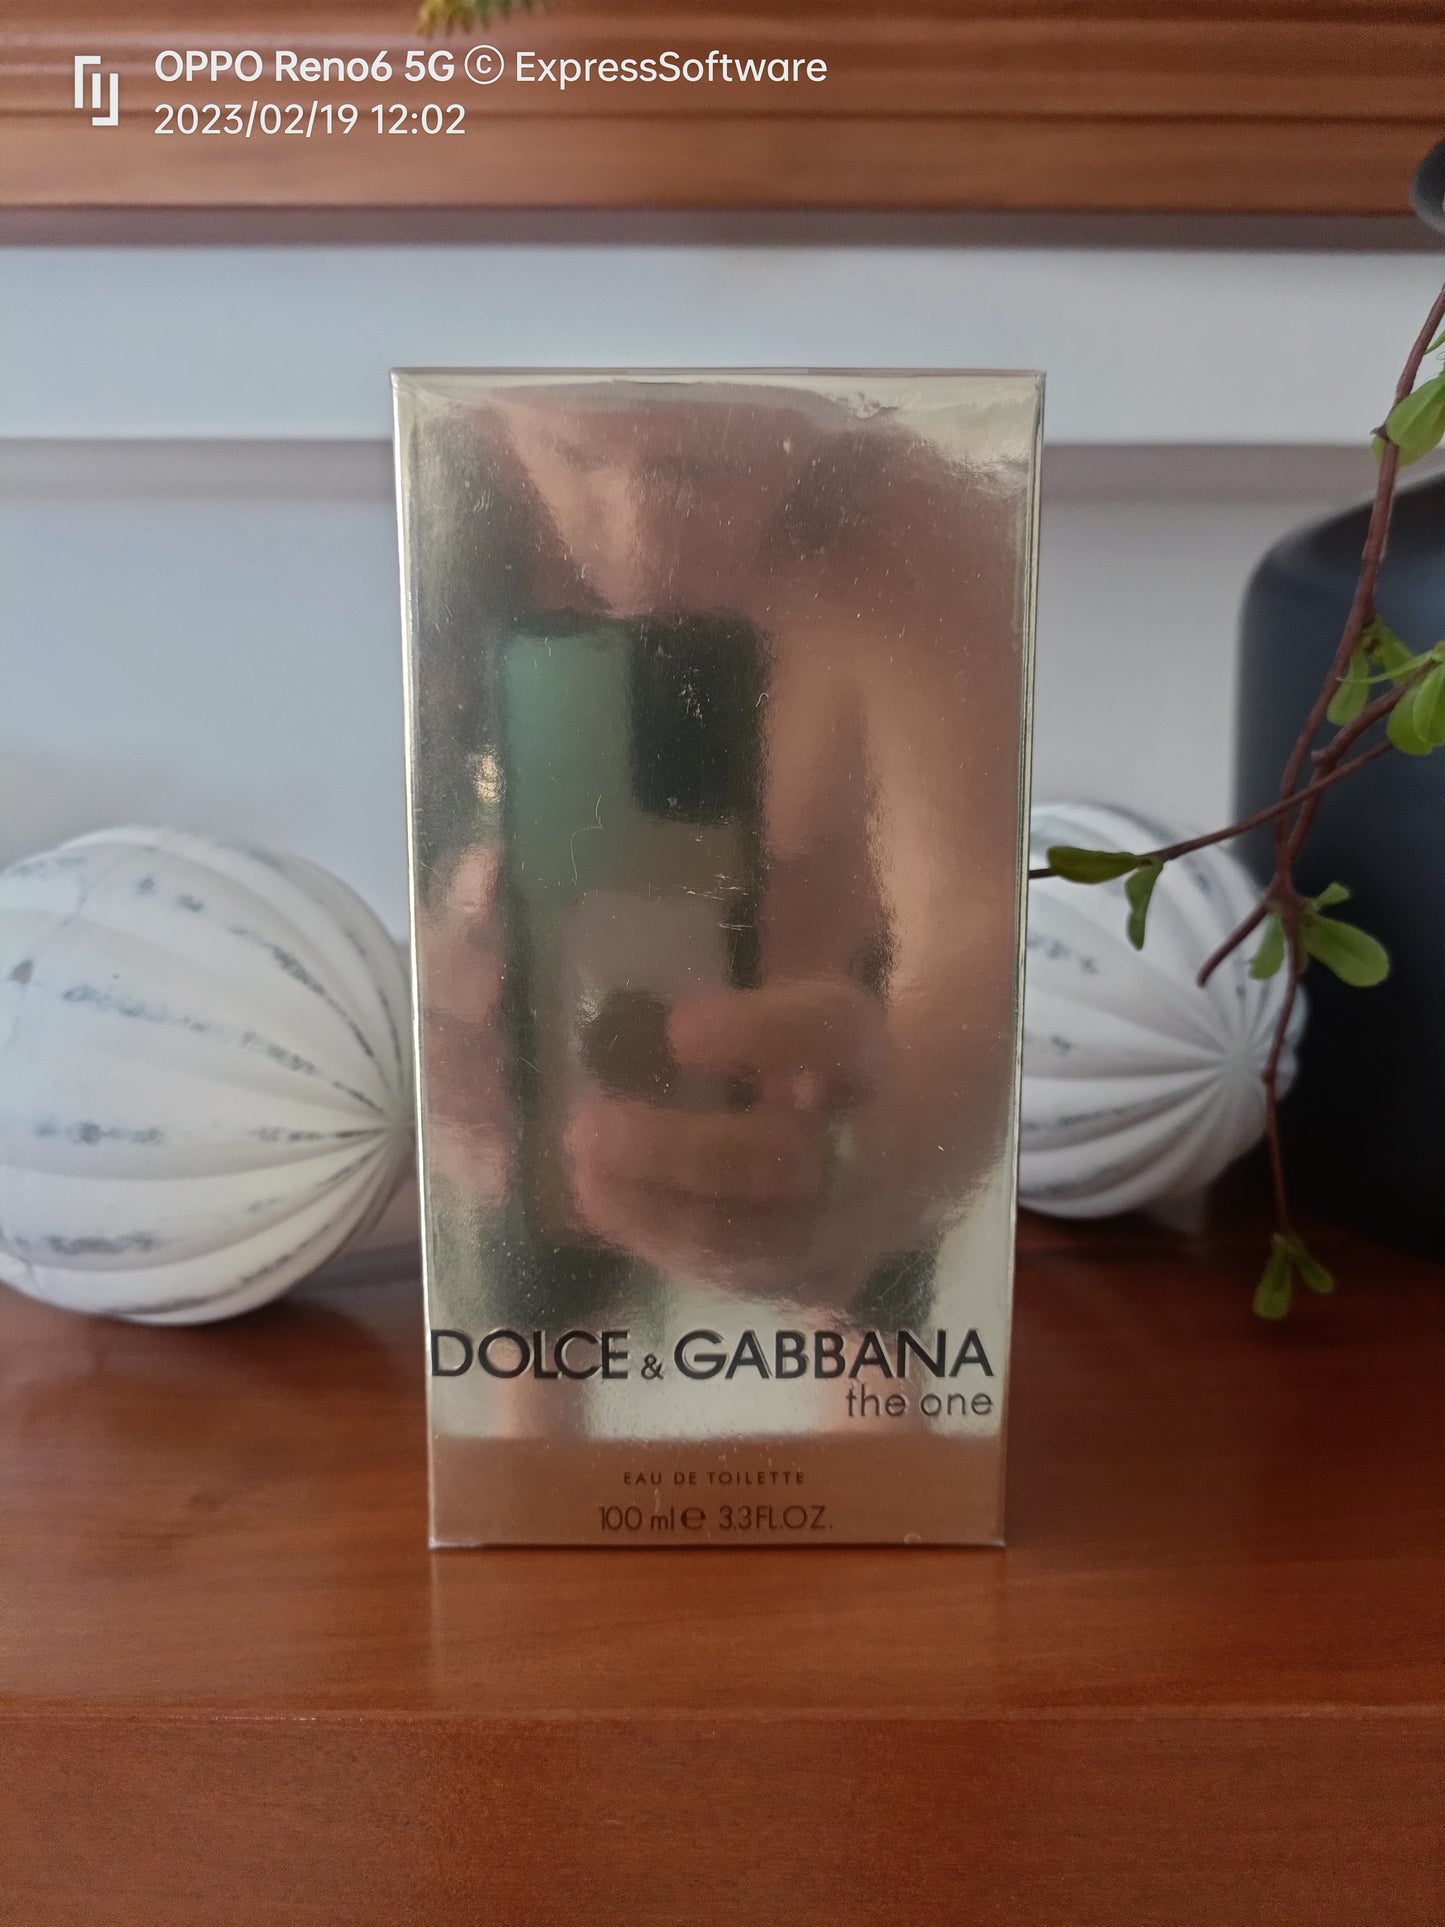 OPPO Reno6 5G © ExpressSoftware
2023/02/19 12:02
DOLCE & GABBANA
the one
EAU DE TOILETTE
100 ml e 3.3FL.OZ.